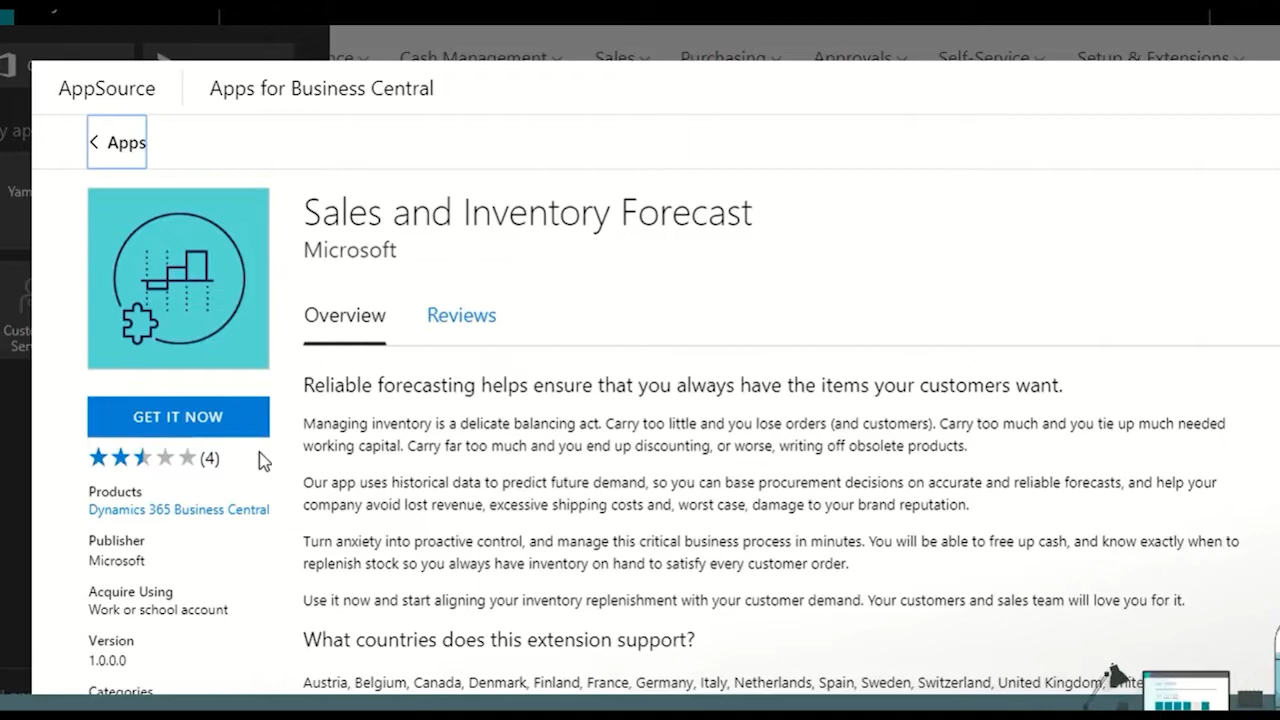 Cash Management Sales Purchasing Approvals Self-Service Setup & Extensions
AppSource Apps for Business Central
Apps
Sales and Inventory Forecast
Microsoft
Overview Reviews
GET IT NOW
(4)
Products
Dynamics 365 Business Central
Publisher
Microsoft
Acquire Using
Work or school account
Version
1.0.0.0
Categories
Reliable forecasting helps ensure that you always have the items your customers want.
Managing inventory is a delicate balancing act. Carry too little and you lose orders (and customers). Carry too much and you tie up much needed
working capital. Carry far too much and you end up discounting, or worse, writing off obsolete products.
Our app uses historical data to predict future demand, so you can base procurement decisions on accurate and reliable forecasts, and help your
company avoid lost revenue, excessive shipping costs and, worst case, damage to your brand reputation.
Turn anxiety into proactive control, and manage this critical business process in minutes. You will be able to free up cash, and know exactly when to
replenish stock so you always have inventory on hand to satisfy every customer order.
Use it now and start aligning your inventory replenishment with your customer demand. Your customers and sales team will love you for it.
What countries does this extension support?
Austria, Belgium, Canada, Denmark, Finland, France, Germany, Italy, Netherlands, Spain, Sweden, Switzerland, United Kingdom,